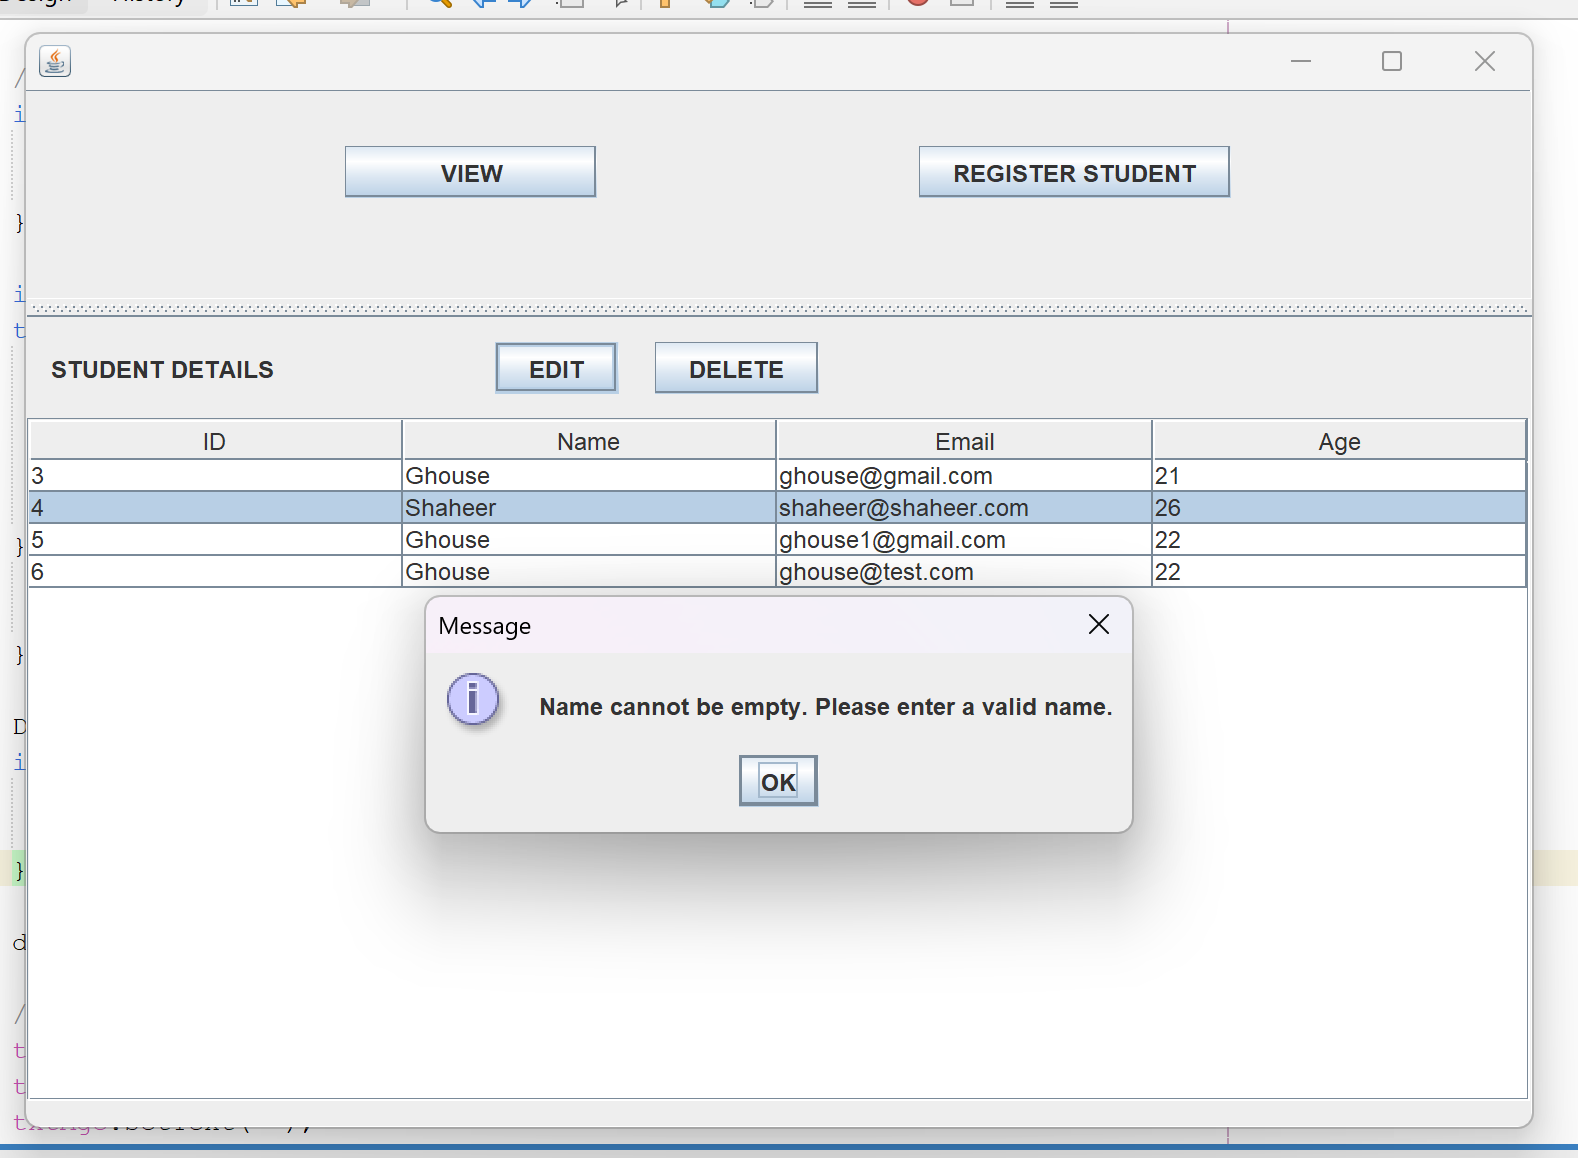 Design History
VIEW REGISTER STUDENT
STUDENT DETAILS EDIT DELETE
ID Name Email Age
3 Ghouse ghouse@gmail.com 21
4 Shaheer shaheer@shaheer.com 26
5 Ghouse ghouse1@gmail.com 22
6 Ghouse ghouse@test.com 22
Message
Name cannot be empty. Please enter a valid name.
OK